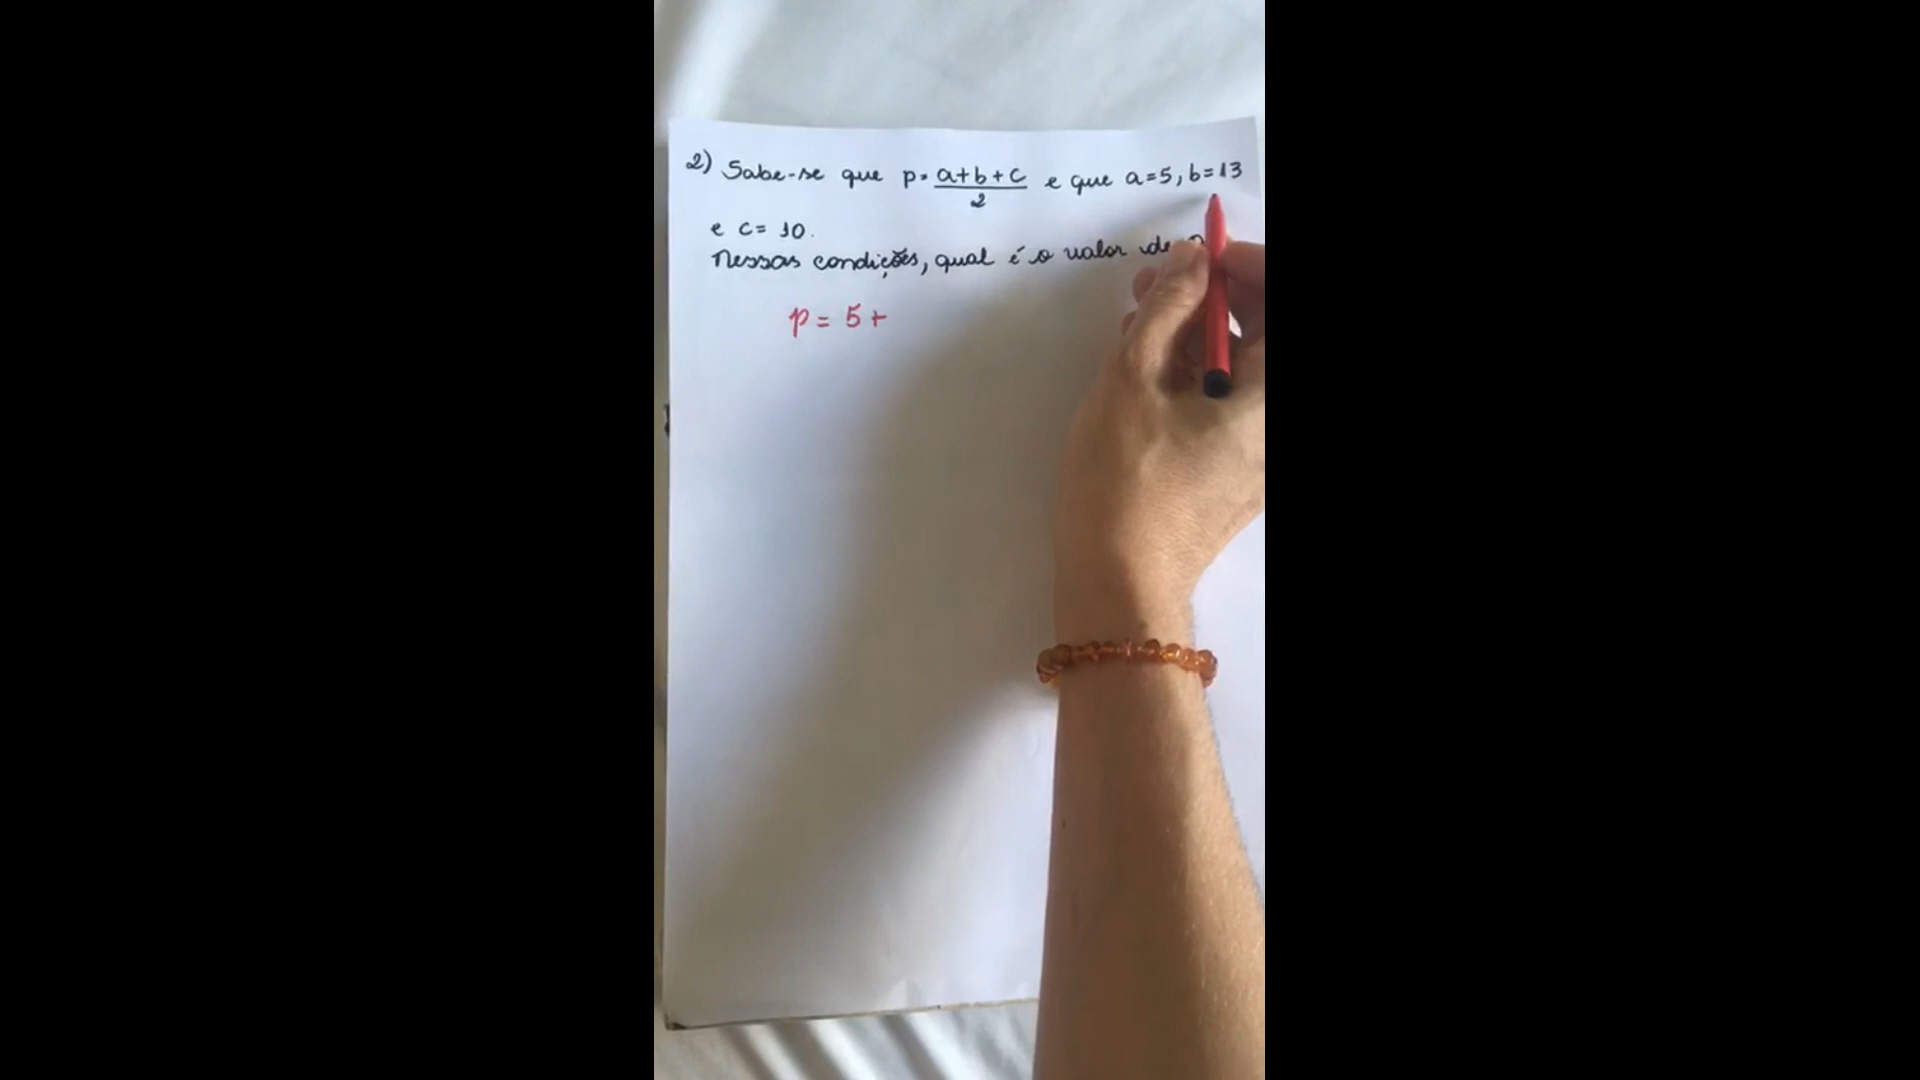 2) Sabe-se que p = a+b+c / 2 e que a=5, b=13
e c= 10.
Nessas condições, qual é o valor de
p = 5 +